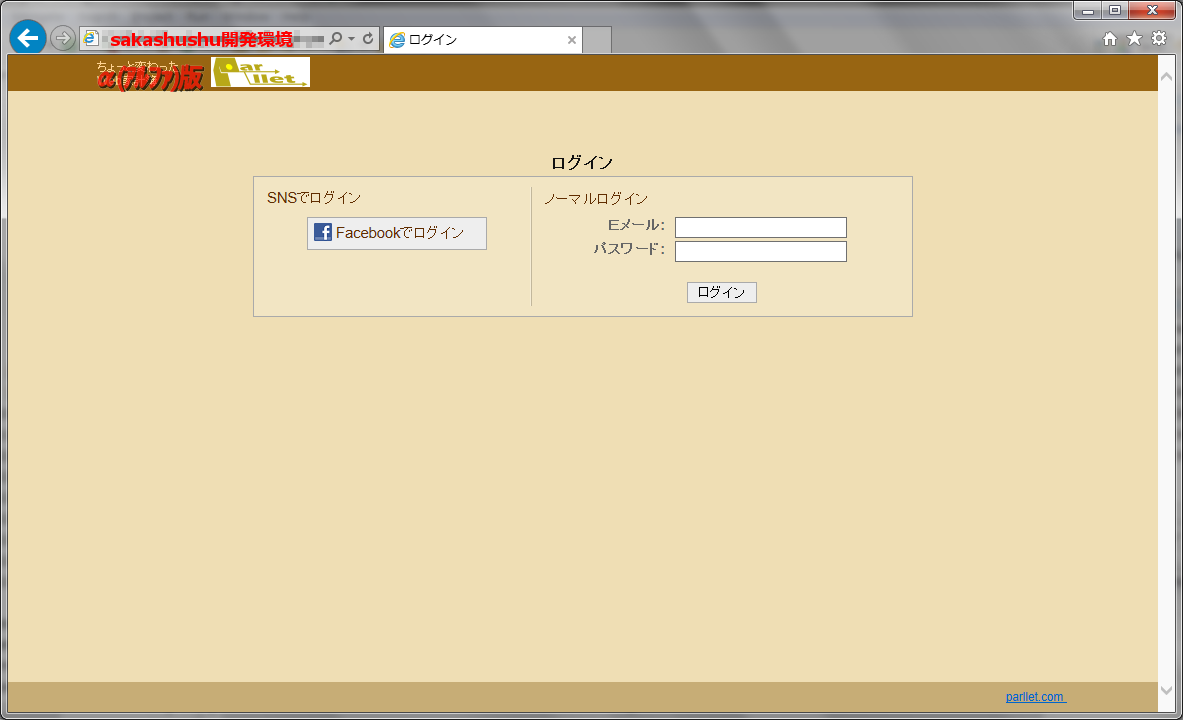 sakashushu開発環境
ログイン
ちょっと変わった
α(ｱﾙﾌｧ)版
Parllet
ログイン
SNSでログイン
Facebookでログイン
ノーマルログイン
Eメール：
パスワード：
ログイン
parllet.com